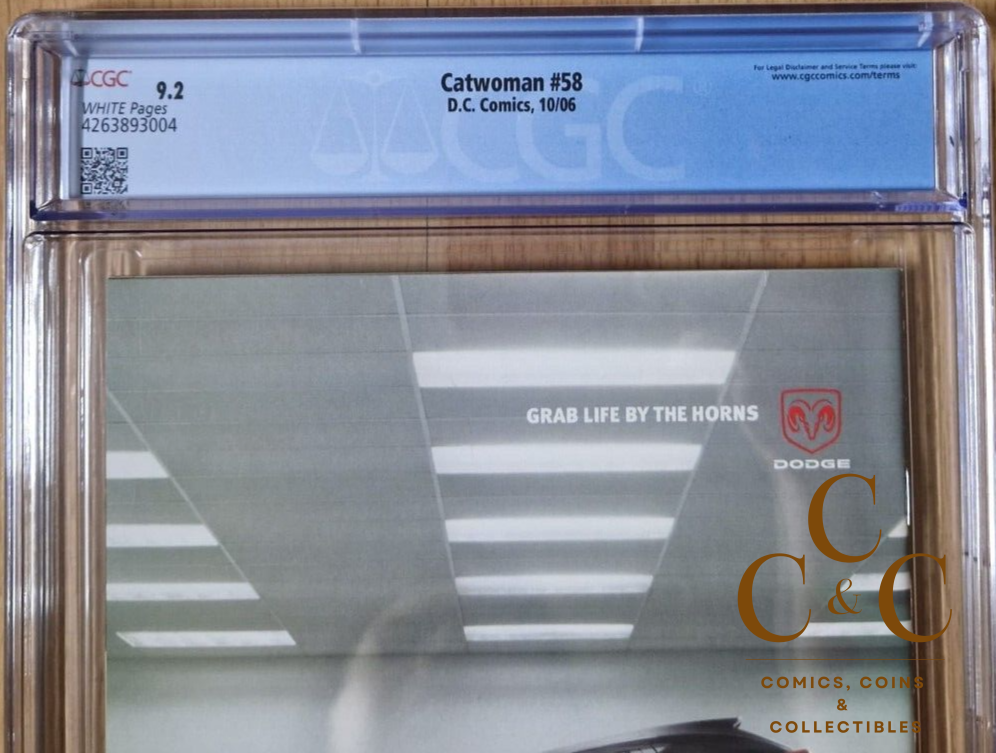 CGC
9.2
WHITE Pages
4263893004
Catwoman #58
D.C. Comics, 10/06
For Legal Disclaimer and Service Terms please visit:
www.cgccomics.com/terms
CGC
GRAB LIFE BY THE HORNS
DODGE
C
C & C
COMICS, COINS
&
COLLECTIBLES